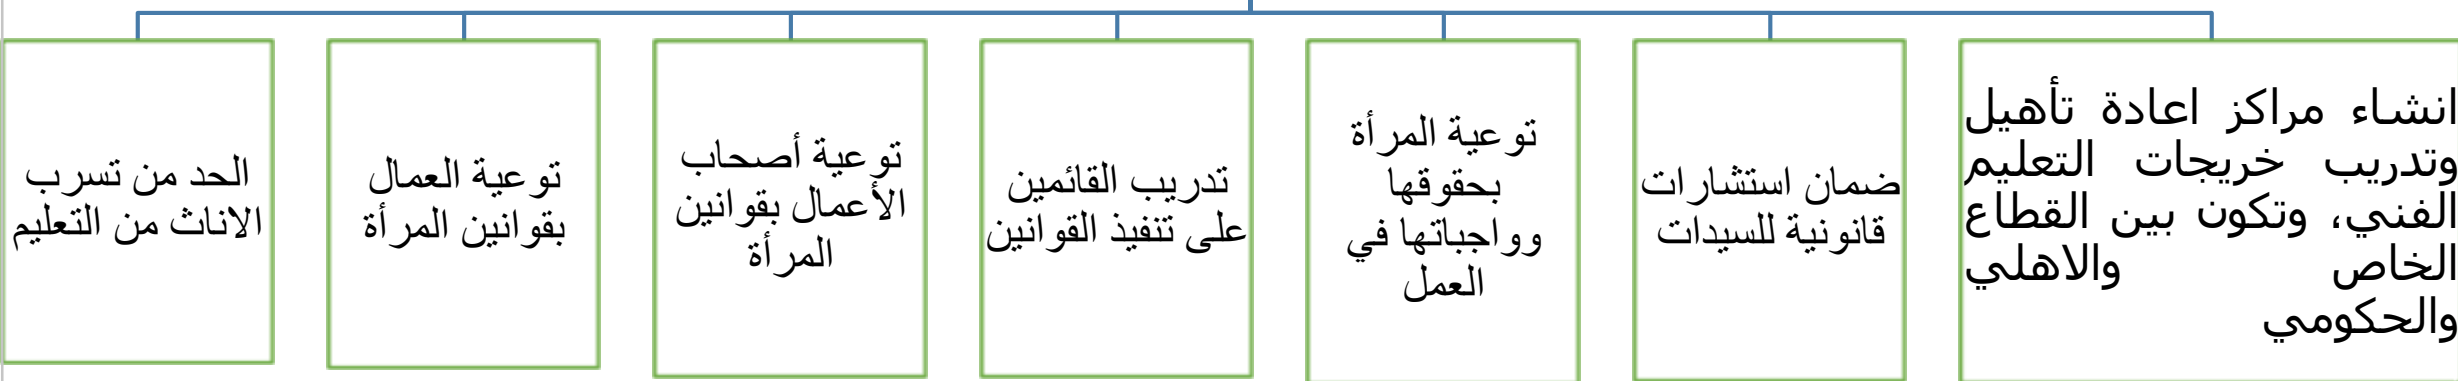 انشاء مراكز اعادة تأهيل
وتدريب خريجات التعليم
الفني، وتكون بين القطاع
الخاص والاهلي
والحكومي
ضمان استشارات
قانونية للسيدات
توعية المرأة
بحقوقها
وواجباتها في
العمل
تدريب القائمين
على تنفيذ القوانين
توعية أصحاب
الأعمال بقوانين
المرأة
توعية العمال
بقوانين المرأة
الحد من تسرب
الاناث من التعليم